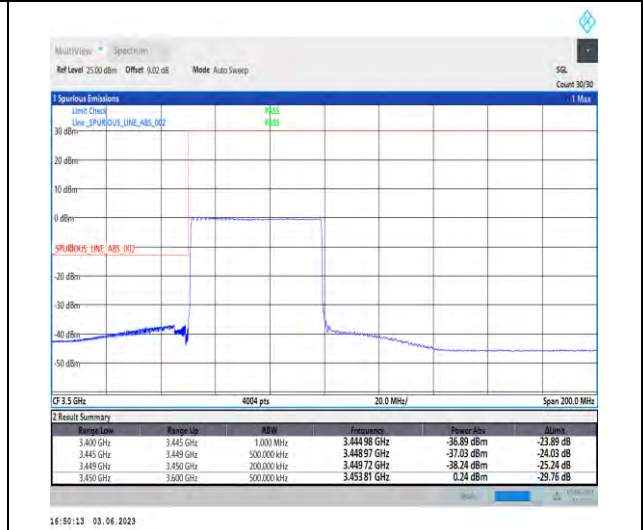 MultiView Spectrum
Ref Level 25.00 dBm Offset 9.02 dB Mode Auto Sweep SGL
Count 30/30
1 Spurious Emissions 1 Max
Limit Check PASS
Line _SPURIOUS_LINE_ABS_002 PASS
30 dBm
20 dBm
10 dBm
0 dBm
_SPURIOUS_LINE_ABS_002
-20 dBm
-30 dBm
-40 dBm
-50 dBm
CF 3.5 GHz 4004 pts 20.0 MHz/ Span 200.0 MHz
2 Result Summary
Range Low Range Up RBW Frequency Power Abs ΔLimit
3.400 GHz 3.445 GHz 1.000 MHz 3.444 98 GHz -36.89 dBm -23.89 dB
3.445 GHz 3.449 GHz 500.000 kHz 3.448 97 GHz -37.03 dBm -24.03 dB
3.449 GHz 3.450 GHz 200.000 kHz 3.449 72 GHz -38.24 dBm -25.24 dB
3.450 GHz 3.600 GHz 500.000 kHz 3.453 81 GHz 0.24 dBm -29.76 dB
16:50:13 03.06.2023